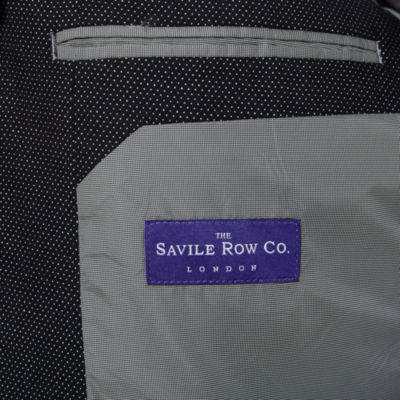 THE
SAVILE ROW CO.
LONDON